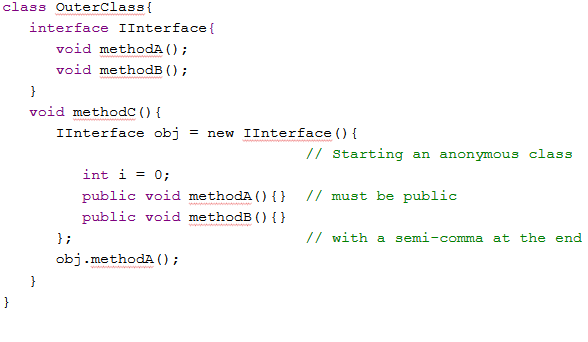 class OuterClass{
interface IInterface{
void methodA();
void methodB();
}
void methodC(){
IInterface obj = new IInterface(){
// Starting an anonymous class
int i = 0;
public void methodA(){} // must be public
public void methodB(){}
}; // with a semi-comma at the end
obj.methodA();
}
}